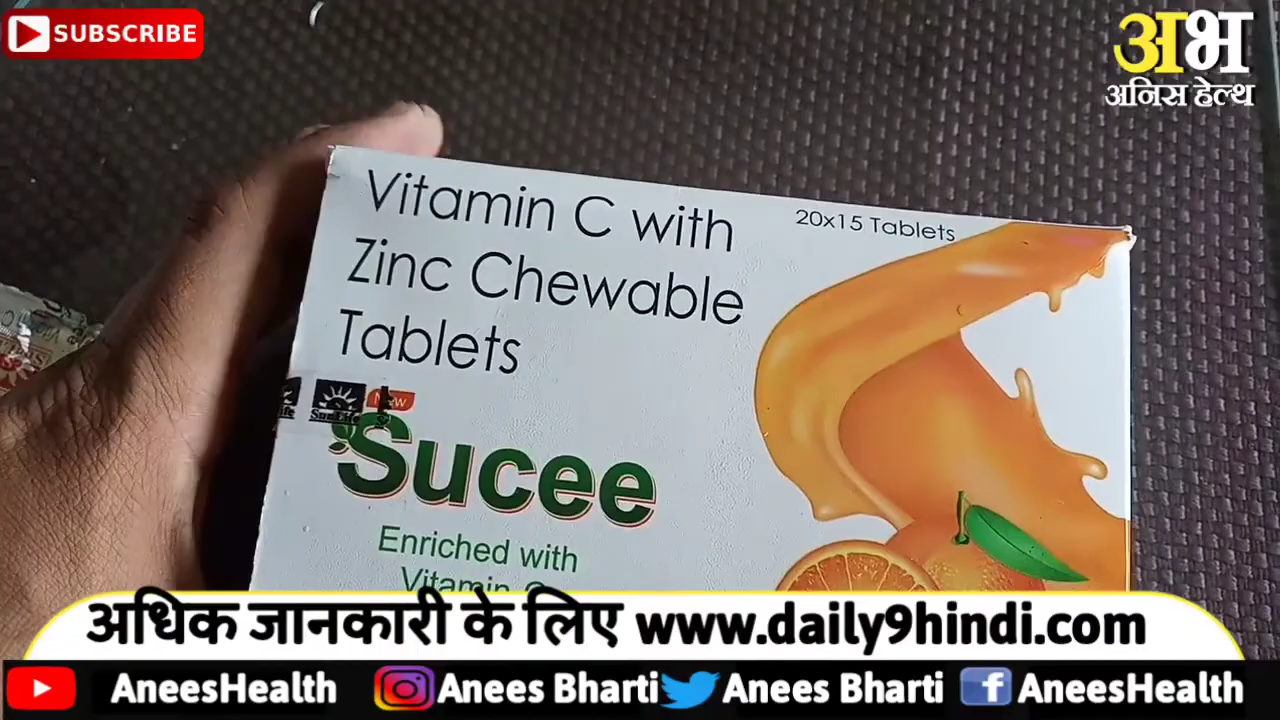 SUBSCRIBE
अभ
अनिस हेल्थ
Vitamin C with
Zinc Chewable
Tablets
20x15 Tablets
New
Sucee
Enriched with
Vitamin
अधिक जानकारी के लिए www.daily9hindi.com
AneesHealth Anees Bharti Anees Bharti AneesHealth